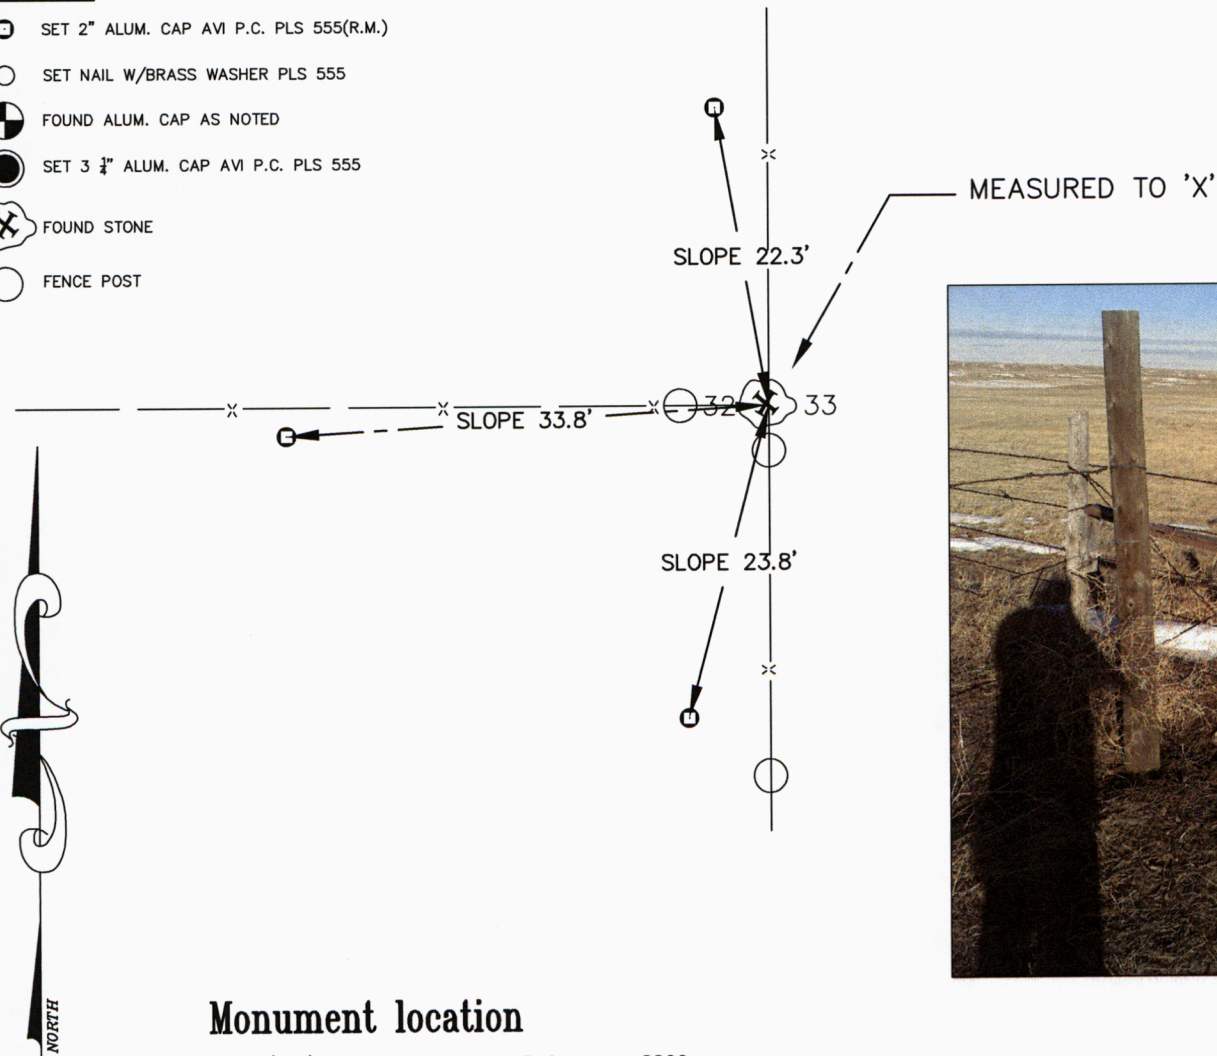 SET 2" ALUM. CAP AVI P.C. PLS 555(R.M.)
SET NAIL W/BRASS WASHER PLS 555
FOUND ALUM. CAP AS NOTED
SET 3 ¼" ALUM. CAP AVI P.C. PLS 555
FOUND STONE
FENCE POST
MEASURED TO 'X'
SLOPE 22.3'
32 33
SLOPE 33.8'
SLOPE 23.8'
NORTH
Monument location